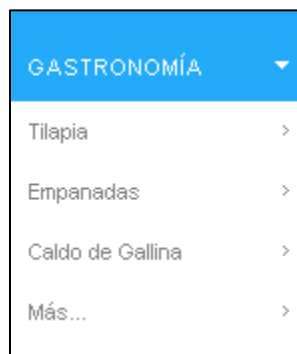 GASTRONOMÍA
Tilapia
Empanadas
Caldo de Gallina
Más...